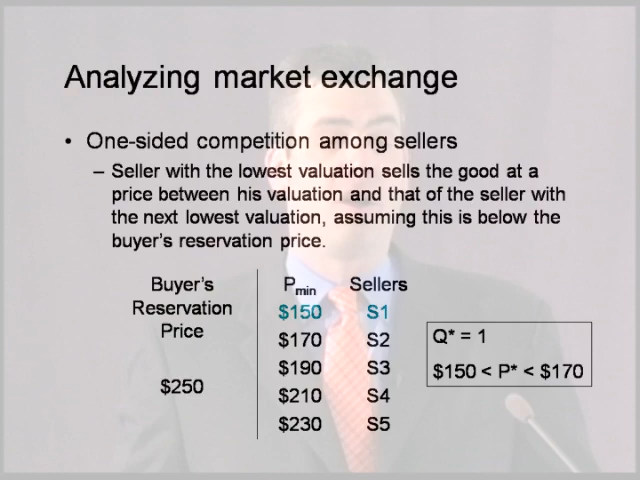 Analyzing market exchange
• One-sided competition among sellers
– Seller with the lowest valuation sells the good at a
price between his valuation and that of the seller with
the next lowest valuation, assuming this is below the
buyer's reservation price.
Buyer's
Reservation
Price
$250
Pmin Sellers
$150 S1
$170 S2
$190 S3
$210 S4
$230 S5
Q* = 1
$150 < P* < $170